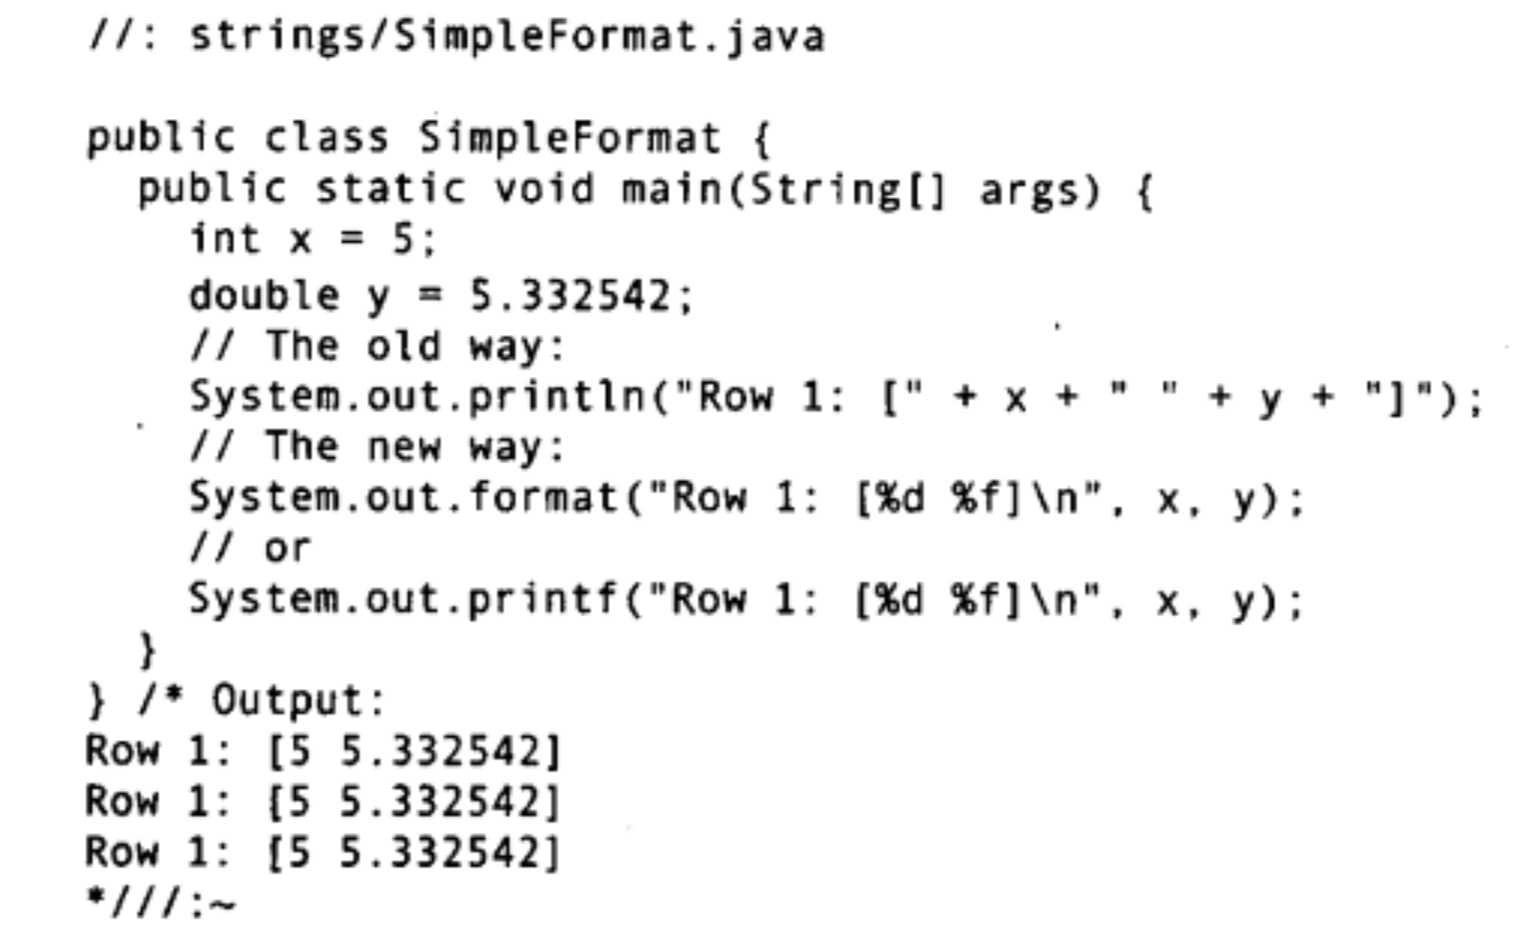 //: strings/SimpleFormat.java
public class SimpleFormat {
  public static void main(String[] args) {
    int x = 5;
    double y = 5.332542;
    // The old way:
    System.out.println("Row 1: [" + x + " " + y + "]");
    // The new way:
    System.out.format("Row 1: [%d %f]\n", x, y);
    // or
    System.out.printf("Row 1: [%d %f]\n", x, y);
  }
} /* Output:
Row 1: [5 5.332542]
Row 1: [5 5.332542]
Row 1: [5 5.332542]
*///:~